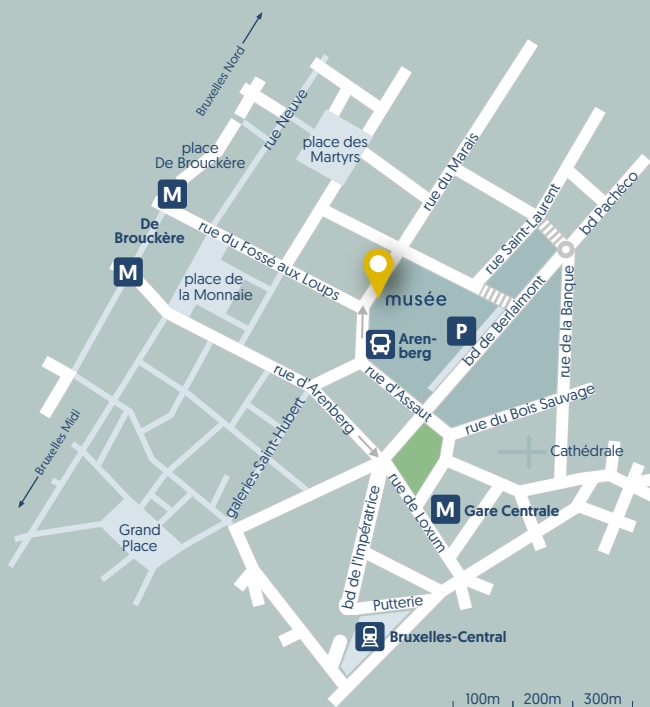 Bruxelles Nord
rue Neuve
place des
Martyrs
place
De Brouckère
M
De
Brouckère
M
rue du Fossé aux Loups
place de
la Monnaie
rue du Marais
rue Saint-Laurent
bd Pachéco
musée
P
Aren-
berg
bd de Berlaimont
rue de la Banque
rue d'Arenberg
rue d'Assaut
rue du Bois Sauvage
Cathédrale
galeries Saint-Hubert
Bruxelles Midi
Grand
Place
M
Gare Centrale
rue de Loxum
bd de l'Impératrice
Putterie
Bruxelles-Central
100m
200m
300m